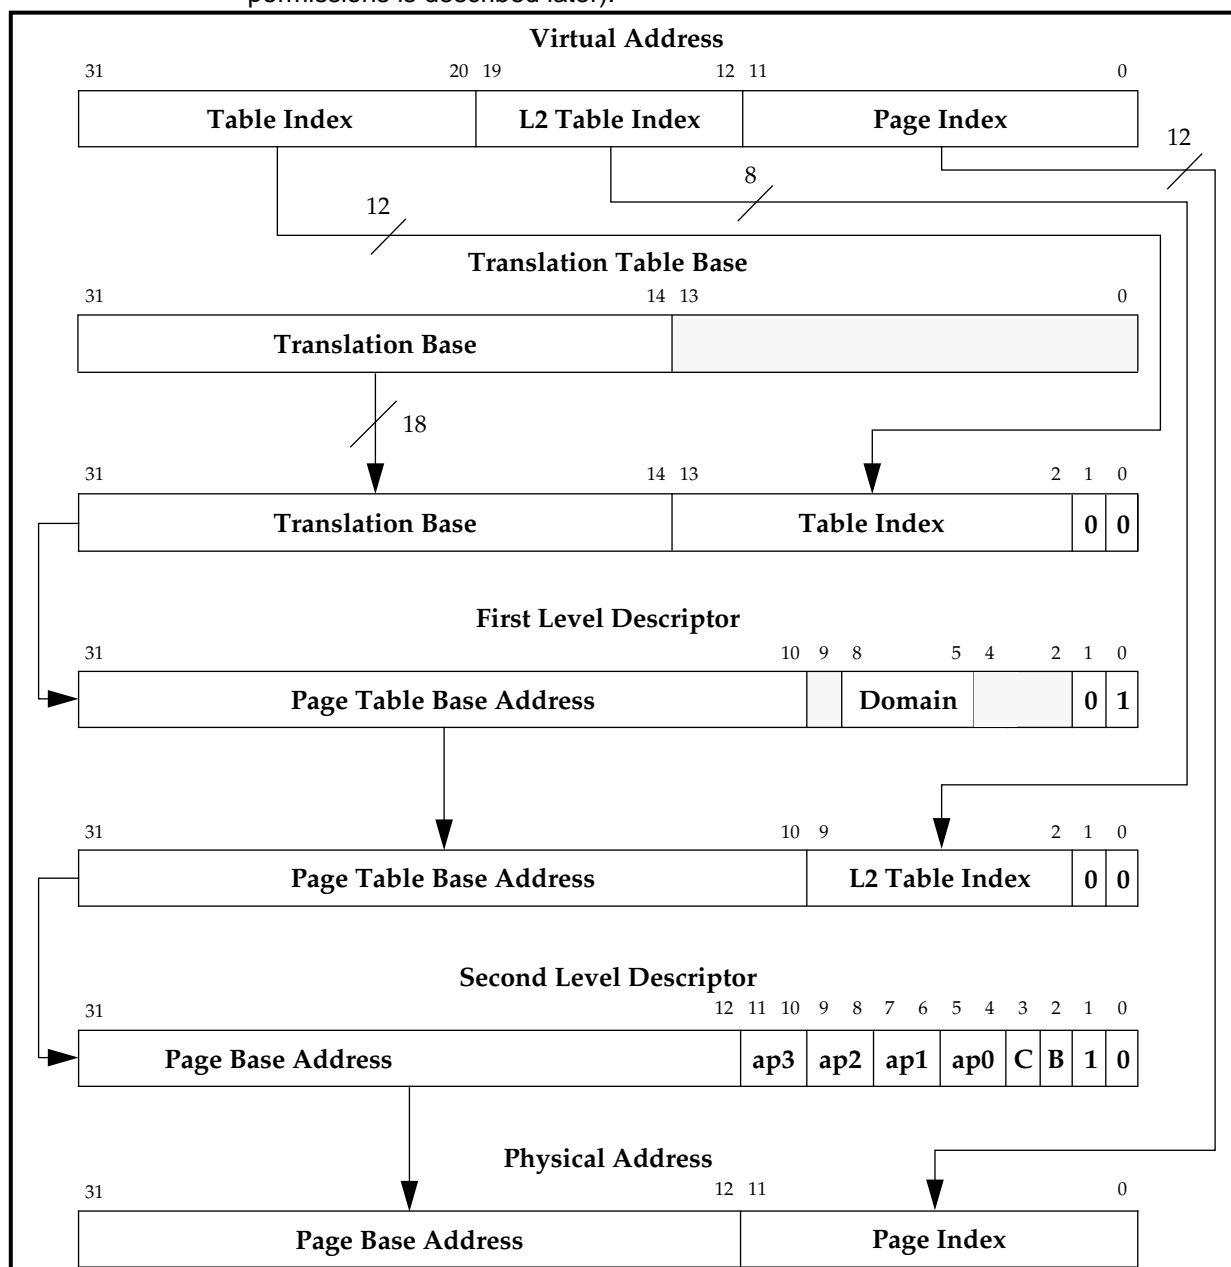 permissions is described later).
Virtual Address
31 20 19 12 11 0
Table Index L2 Table Index Page Index
12
8
12
Translation Table Base
31 14 13 0
Translation Base
18
31 14 13 2 1 0
Translation Base Table Index 0 0
First Level Descriptor
31 10 9 8 5 4 2 1 0
Page Table Base Address Domain 0 1
31 10 9 2 1 0
Page Table Base Address L2 Table Index 0 0
Second Level Descriptor
31 12 11 10 9 8 7 6 5 4 3 2 1 0
Page Base Address ap3 ap2 ap1 ap0 C B 1 0
Physical Address
31 12 11 0
Page Base Address Page Index